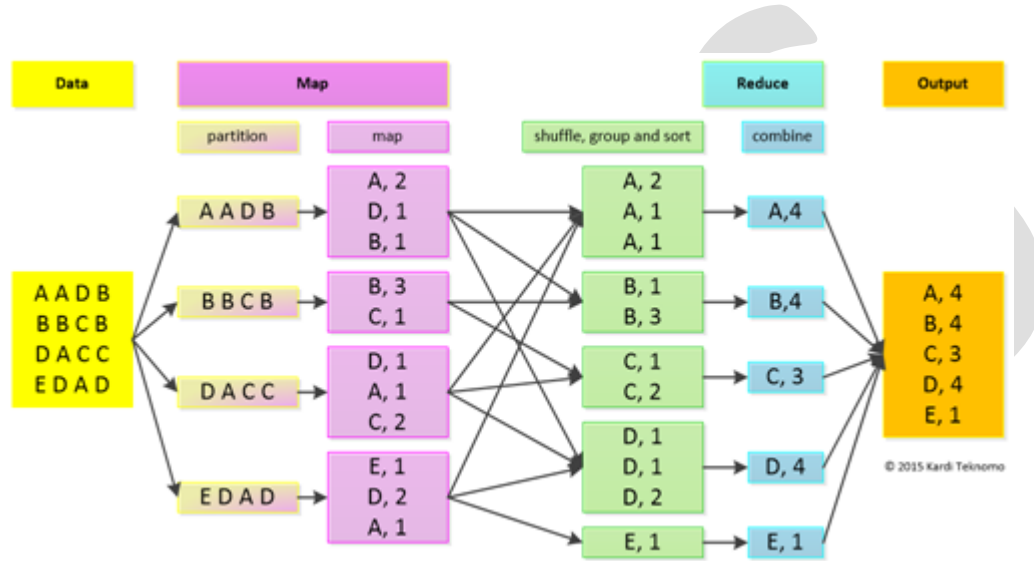 Data
Map
Reduce
Output
partition
map
shuffle, group and sort
combine
A A D B
B B C B
D A C C
E D A D
A A D B
B B C B
D A C C
E D A D
A, 2
D, 1
B, 1
B, 3
C, 1
D, 1
A, 1
C, 2
E, 1
D, 2
A, 1
A, 2
A, 1
A, 1
B, 1
B, 3
C, 1
C, 2
D, 1
D, 1
D, 2
E, 1
A,4
B,4
C, 3
D, 4
E, 1
A, 4
B, 4
C, 3
D, 4
E, 1
© 2015 Kardi Teknomo